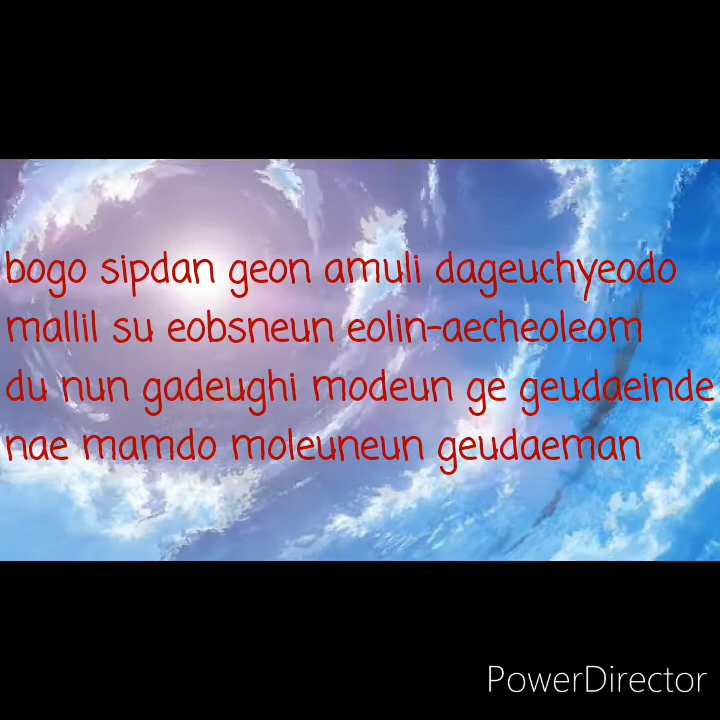 bogo sipdan geon amuli dageuchyeodo
mallil su eobsneun eolin-aecheoleom
du nun gadeughi modeun ge geudaeinde
nae mamdo moleuneun geudaeman
PowerDirector